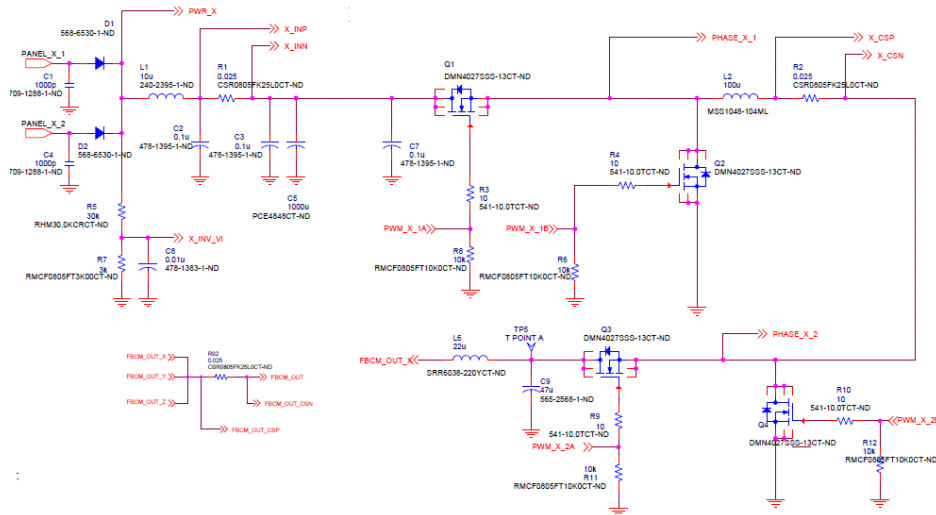 D1
568-6530-1-ND
PWR_X
X_INP
X_INN
PANEL_X_1
C1
1000p
709-1288-1-ND
L1
10u
240-2395-1-ND
R1
0.025
CSR0805FK25L0CT-ND
Q1
DMN4027SSS-13CT-ND
PHASE_X_1
X_CSP
X_CSN
L2
100u
MSS1048-104ML
R2
0.025
CSR0805FK25L0CT-ND
PANEL_X_2
D2
568-6530-1-ND
C4
1000p
709-1288-1-ND
C2
0.1u
478-1395-1-ND
C3
0.1u
478-1395-1-ND
C5
1000u
PCE4848CT-ND
C7
0.1u
478-1395-1-ND
R4
10
541-10.0TCT-ND
Q2
DMN4027SSS-13CT-ND
R3
10
541-10.0TCT-ND
R5
30k
RHM30.0KCRCT-ND
PWM_X_1A
PWM_X_1B
X_INV_VI
R7
3k
RMCF0805FT3K00CT-ND
C8
0.01u
478-1383-1-ND
R8
10k
RMCF0805FT10K0CT-ND
R6
10k
RMCF0805FT10K0CT-ND
FBCM_OUT_X
FBCM_OUT_Y
FBCM_OUT_Z
R92
0.025
CSR0805FK25L0CT-ND
FBCM_OUT
FBCM_OUT_CSN
FBCM_OUT_CSP
FBCM_OUT_X
L6
22u
SRR6038-220YCT-ND
TP5
T POINT A
Q3
DMN4027SSS-13CT-ND
PHASE_X_2
C9
47u
565-2568-1-ND
R9
10
541-10.0TCT-ND
PWM_X_2A
10k
R11
RMCF0805FT10K0CT-ND
Q4
DMN4027SSS-13CT-ND
R10
10
541-10.0TCT-ND
R12
10k
RMCF0805FT10K0CT-ND